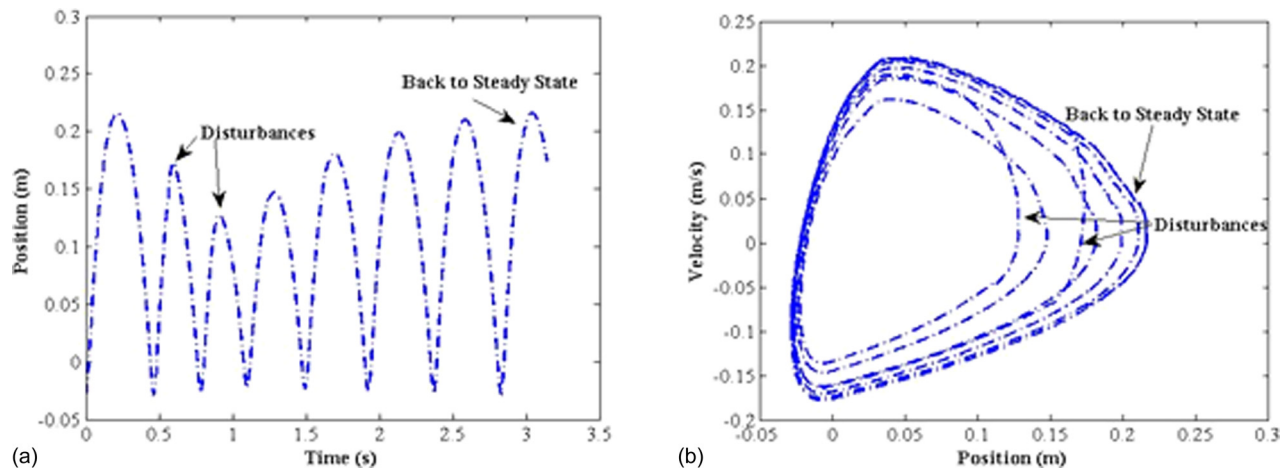 0.3
0.25
0.2
0.15
0.1
0.05
0
-0.05
Position (m)
Back to Steady State
Disturbances
0 0.5 1 1.5 2 2.5 3 3.5
Time (s)
(a)
0.25
0.2
0.15
0.1
0.05
0
-0.05
-0.1
-0.15
-0.2
Velocity (m/s)
Back to Steady State
Disturbances
-0.05 0 0.05 0.1 0.15 0.2 0.25 0.3
Position (m)
(b)